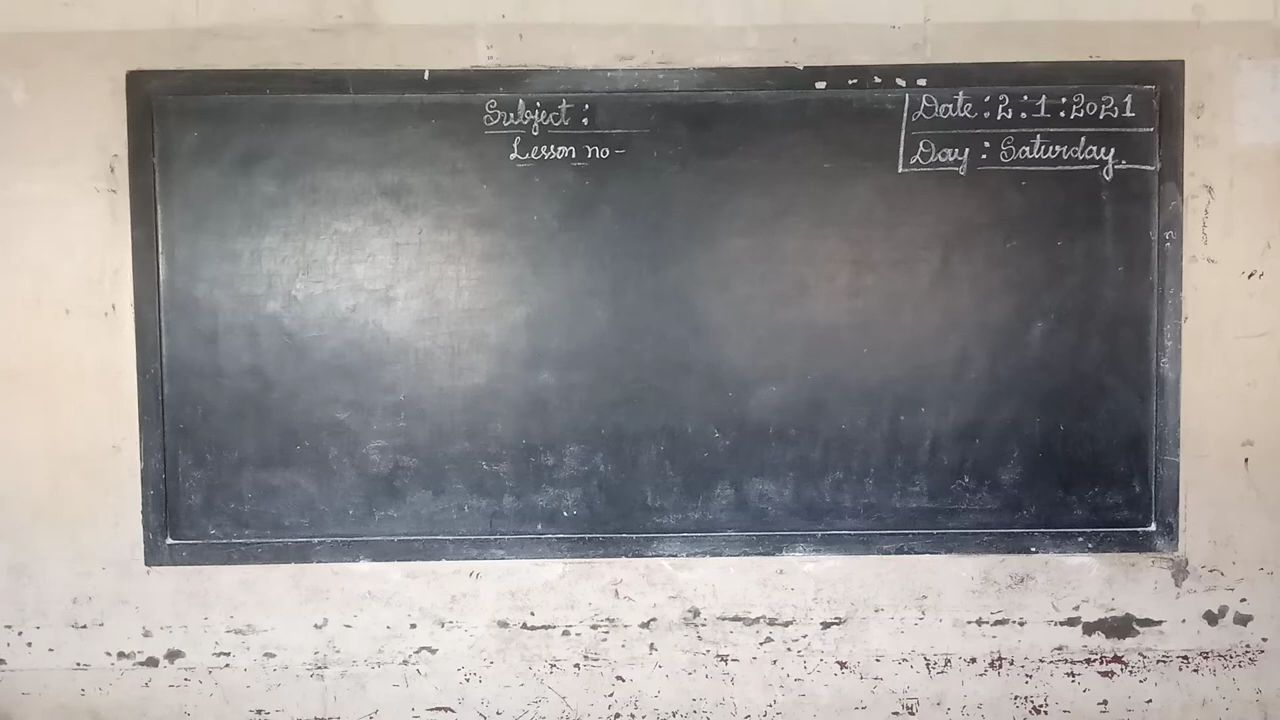 Subject :
Lesson no-
Date : 2 : 1 : 2021
Day : Saturday.